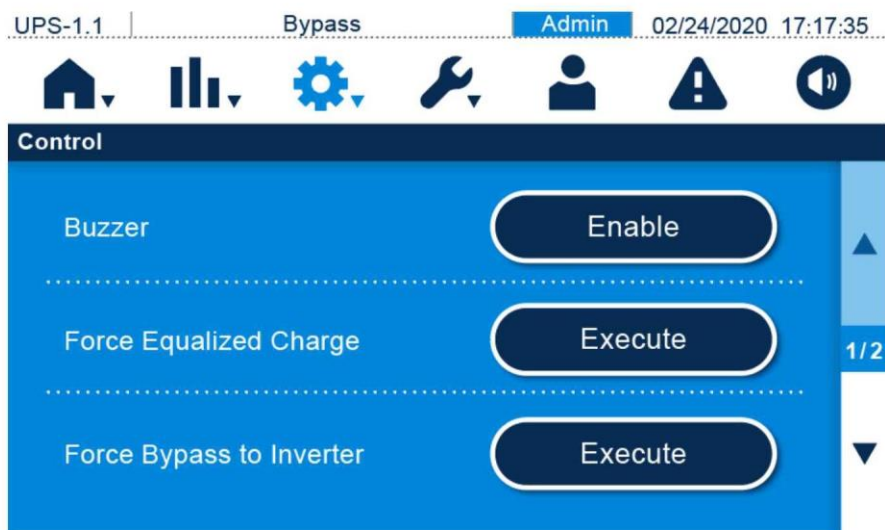 UPS-1.1 Bypass Admin 02/24/2020 17:17:35
Control
Buzzer Enable
Force Equalized Charge Execute
1/2
Force Bypass to Inverter Execute